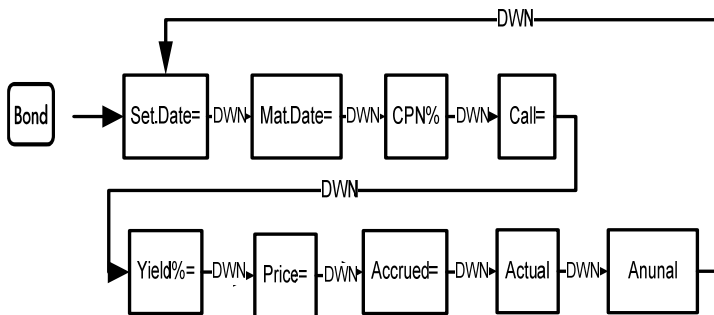 DWN
Bond Set.Date= DWN Mat.Date= DWN CPN% DWN Call=
DWN
Yield%= DWN Price= DWN Accrued= DWN Actual DWN Anunal